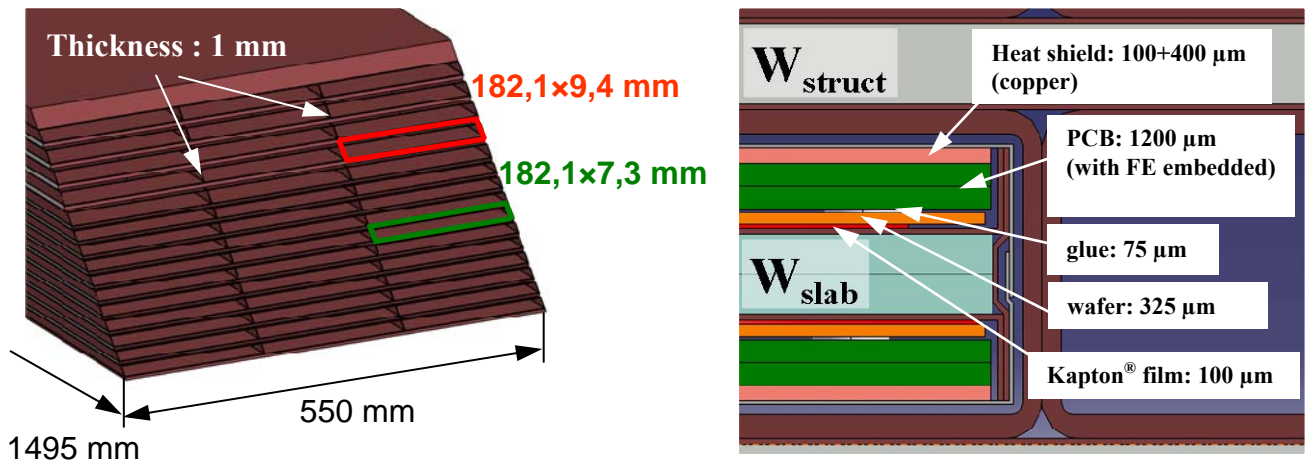 Thickness : 1 mm
182,1×9,4 mm
182,1×7,3 mm
550 mm
1495 mm
Wstruct
Heat shield: 100+400 µm
(copper)
PCB: 1200 µm
(with FE embedded)
glue: 75 µm
Wslab
wafer: 325 µm
Kapton® film: 100 µm